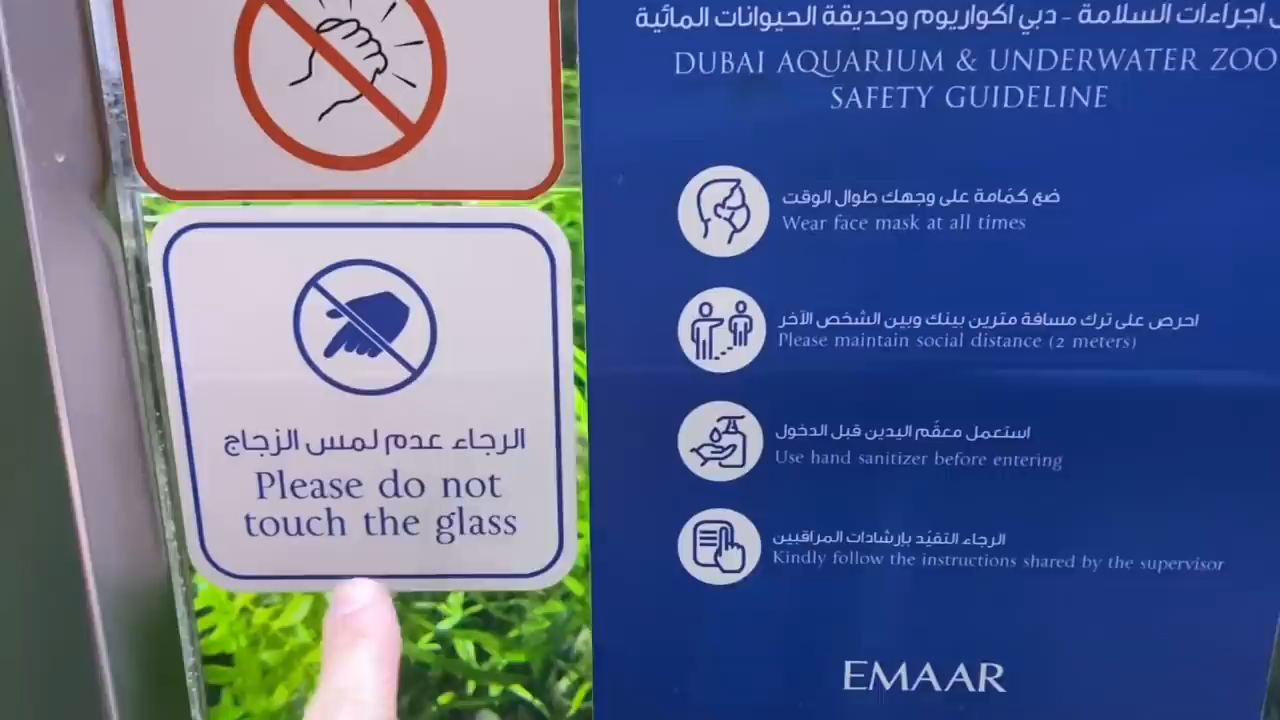 الرجاء عدم لمس الزجاج
Please do not
touch the glass
اجراءات السلامة - دبي اكواريوم وحديقة الحيوانات المائية
DUBAI AQUARIUM & UNDERWATER ZOO
SAFETY GUIDELINE
ضع كمّامة على وجهك طوال الوقت
Wear face mask at all times
احرص على ترك مسافة مترين بينك وبين الشخص الآخر
Please maintain social distance (2 meters)
استعمل معقّم اليدين قبل الدخول
Use hand sanitizer before entering
الرجاء التقيّد بإرشادات المراقبين
Kindly follow the instructions shared by the supervisor
EMAAR